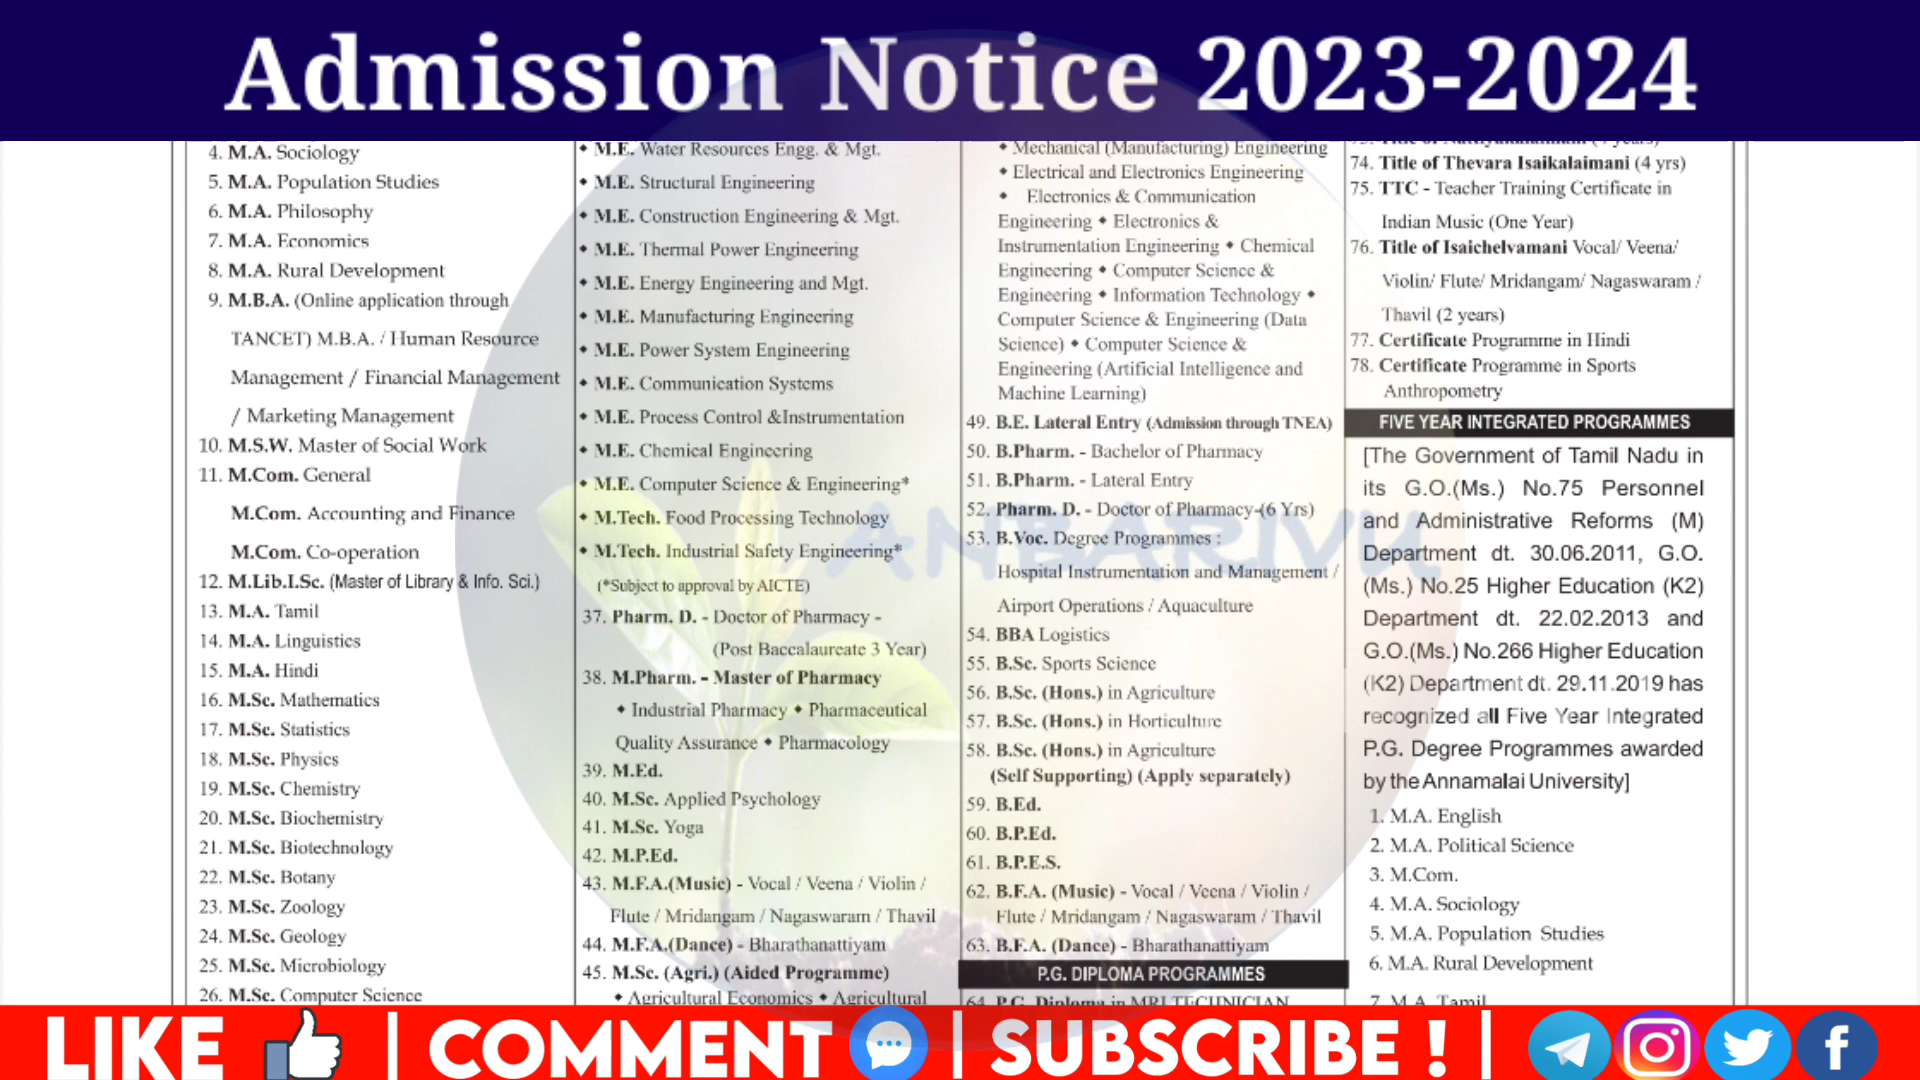 Admission Notice 2023-2024
4. M.A. Sociology
5. M.A. Population Studies
6. M.A. Philosophy
7. M.A. Economics
8. M.A. Rural Development
9. M.B.A. (Online application through
TANCET) M.B.A. / Human Resource
Management / Financial Management
/ Marketing Management
10. M.S.W. Master of Social Work
11. M.Com. General
M.Com. Accounting and Finance
M.Com. Co-operation
12. M.Lib.I.Sc. (Master of Library & Info. Sci.)
13. M.A. Tamil
14. M.A. Linguistics
15. M.A. Hindi
16. M.Sc. Mathematics
17. M.Sc. Statistics
18. M.Sc. Physics
19. M.Sc. Chemistry
20. M.Sc. Biochemistry
21. M.Sc. Biotechnology
22. M.Sc. Botany
23. M.Sc. Zoology
24. M.Sc. Geology
25. M.Sc. Microbiology
26. M.Sc. Computer Science
♦ M.E. Water Resources Engg. & Mgt.
♦ M.E. Structural Engineering
♦ M.E. Construction Engineering & Mgt.
♦ M.E. Thermal Power Engineering
♦ M.E. Energy Engineering and Mgt.
♦ M.E. Manufacturing Engineering
♦ M.E. Power System Engineering
♦ M.E. Communication Systems
♦ M.E. Process Control &Instrumentation
♦ M.E. Chemical Engineering
♦ M.E. Computer Science & Engineering*
♦ M.Tech. Food Processing Technology
♦ M.Tech. Industrial Safety Engineering*
(*Subject to approval by AICTE)
37. Pharm. D. - Doctor of Pharmacy -
(Post Baccalaureate 3 Year)
38. M.Pharm. - Master of Pharmacy
♦ Industrial Pharmacy ♦ Pharmaceutical
Quality Assurance ♦ Pharmacology
39. M.Ed.
40. M.Sc. Applied Psychology
41. M.Sc. Yoga
42. M.P.Ed.
43. M.F.A.(Music) - Vocal / Veena / Violin /
Flute / Mridangam / Nagaswaram / Thavil
44. M.F.A.(Dance) - Bharathanattiyam
45. M.Sc. (Agri.) (Aided Programme)
♦ Agricultural Economics ♦ Agricultural
♦ Mechanical (Manufacturing) Engineering
♦ Electrical and Electronics Engineering
♦ Electronics & Communication
Engineering ♦ Electronics &
Instrumentation Engineering ♦ Chemical
Engineering ♦ Computer Science &
Engineering ♦ Information Technology ♦
Computer Science & Engineering (Data
Science) ♦ Computer Science &
Engineering (Artificial Intelligence and
Machine Learning)
49. B.E. Lateral Entry (Admission through TNEA)
50. B.Pharm. - Bachelor of Pharmacy
51. B.Pharm. - Lateral Entry
52. Pharm. D. - Doctor of Pharmacy-(6 Yrs)
53. B.Voc. Degree Programmes :
Hospital Instrumentation and Management /
Airport Operations / Aquaculture
54. BBA Logistics
55. B.Sc. Sports Science
56. B.Sc. (Hons.) in Agriculture
57. B.Sc. (Hons.) in Horticulture
58. B.Sc. (Hons.) in Agriculture
(Self Supporting) (Apply separately)
59. B.Ed.
60. B.P.Ed.
61. B.P.E.S.
62. B.F.A. (Music) - Vocal / Veena / Violin /
Flute / Mridangam / Nagaswaram / Thavil
63. B.F.A. (Dance) - Bharathanattiyam
P.G. DIPLOMA PROGRAMMES
64. P.G. Diploma in MRI TECHNICIAN
74. Title of Thevara Isaikalaimani (4 yrs)
75. TTC - Teacher Training Certificate in
Indian Music (One Year)
76. Title of Isaichelvamani Vocal/ Veena/
Violin/ Flute/ Mridangam/ Nagaswaram /
Thavil (2 years)
77. Certificate Programme in Hindi
78. Certificate Programme in Sports
Anthropometry
FIVE YEAR INTEGRATED PROGRAMMES
[The Government of Tamil Nadu in
its G.O.(Ms.) No.75 Personnel
and Administrative Reforms (M)
Department dt. 30.06.2011, G.O.
(Ms.) No.25 Higher Education (K2)
Department dt. 22.02.2013 and
G.O.(Ms.) No.266 Higher Education
(K2) Department dt. 29.11.2019 has
recognized all Five Year Integrated
P.G. Degree Programmes awarded
by the Annamalai University]
1. M.A. English
2. M.A. Political Science
3. M.Com.
4. M.A. Sociology
5. M.A. Population Studies
6. M.A. Rural Development
7. M.A. Tamil
ANBARIVU
LIKE | COMMENT | SUBSCRIBE ! |